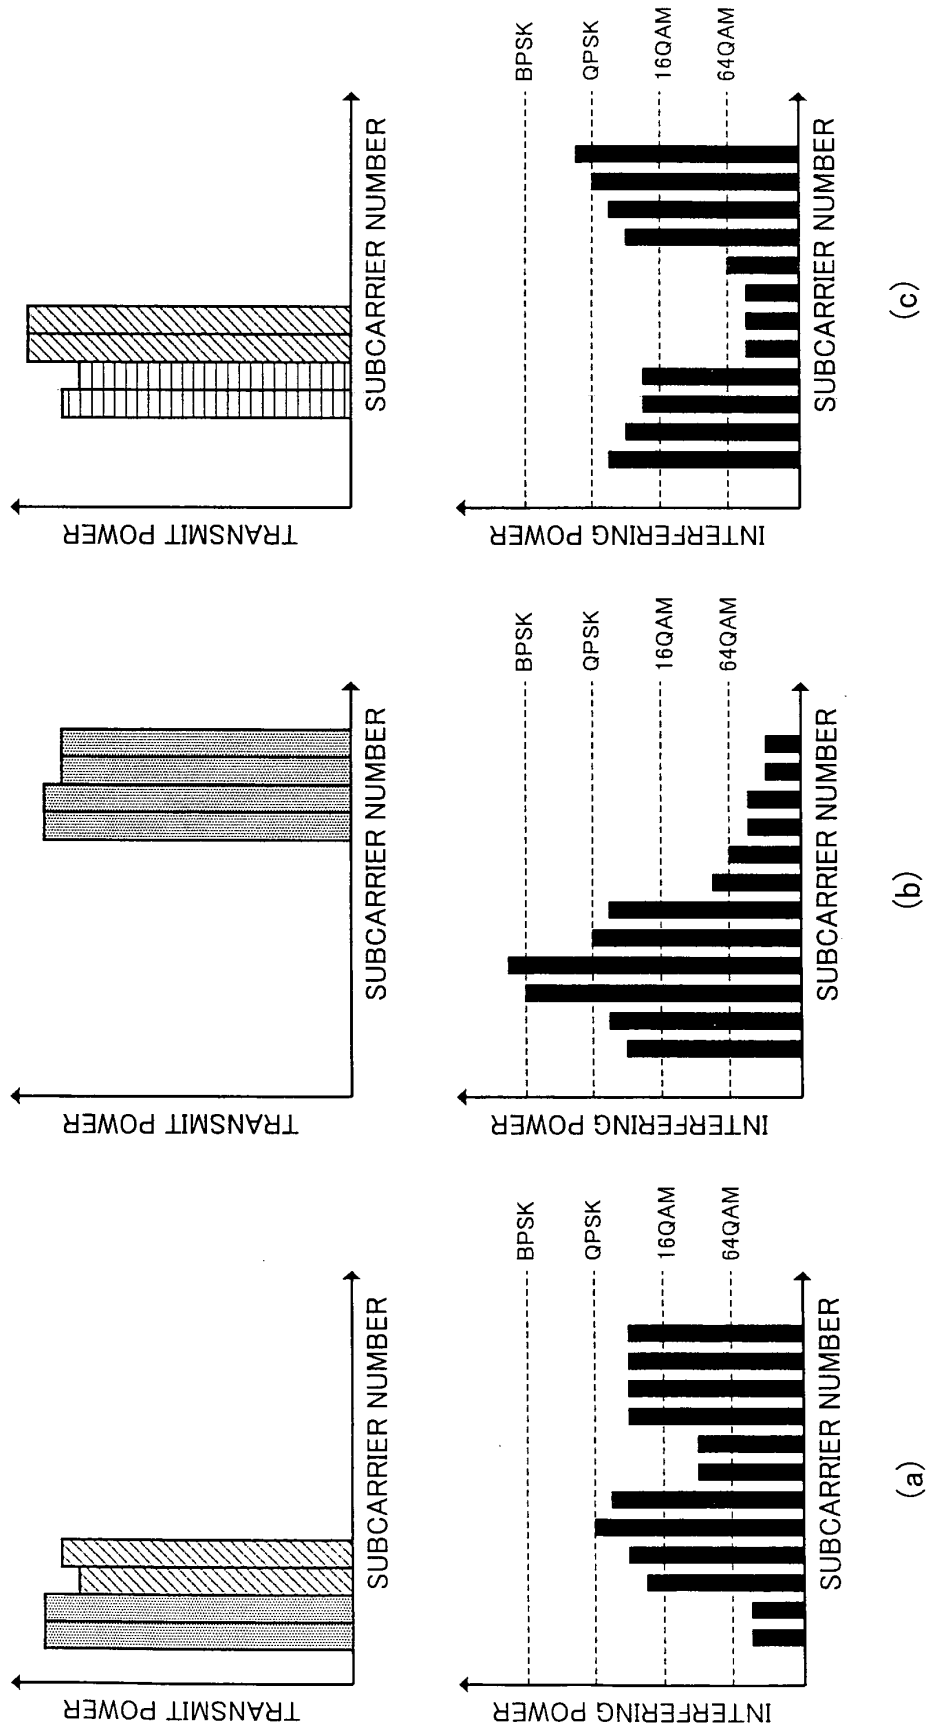 TRANSMIT POWER
SUBCARRIER NUMBER
INTERFERING POWER
BPSK
QPSK
16QAM
64QAM
SUBCARRIER NUMBER
(a)
TRANSMIT POWER
SUBCARRIER NUMBER
INTERFERING POWER
BPSK
QPSK
16QAM
64QAM
SUBCARRIER NUMBER
(b)
TRANSMIT POWER
SUBCARRIER NUMBER
INTERFERING POWER
BPSK
QPSK
16QAM
64QAM
SUBCARRIER NUMBER
(c)